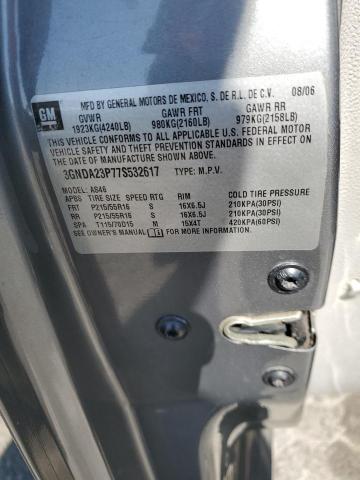 GM
MFD BY GENERAL MOTORS DE MEXICO, S. DE R.L. DE C.V. 08/06
GVWR GAWR FRT GAWR RR
1923KG(4240LB) 980KG(2160LB) 979KG(2158LB)
THIS VEHICLE CONFORMS TO ALL APPLICABLE U.S. FEDERAL MOTOR
VEHICLE SAFETY AND THEFT PREVENTION STANDARDS IN EFFECT ON
THE DATE OF MANUFACTURE SHOWN ABOVE.
3GNDA23P77S532617 TYPE: M.P.V.
MODEL: AS46
APBS TIRE SIZE SPEED RTG RIM COLD TIRE PRESSURE
FRT P215/55R16 S 16X6.5J 210KPA(30PSI)
RR P215/55R16 S 16X6.5J 210KPA(30PSI)
SPA T115/70D15 M 15X4T 420KPA(60PSI)
SEE OWNER'S MANUAL FOR MORE INFORMATION.